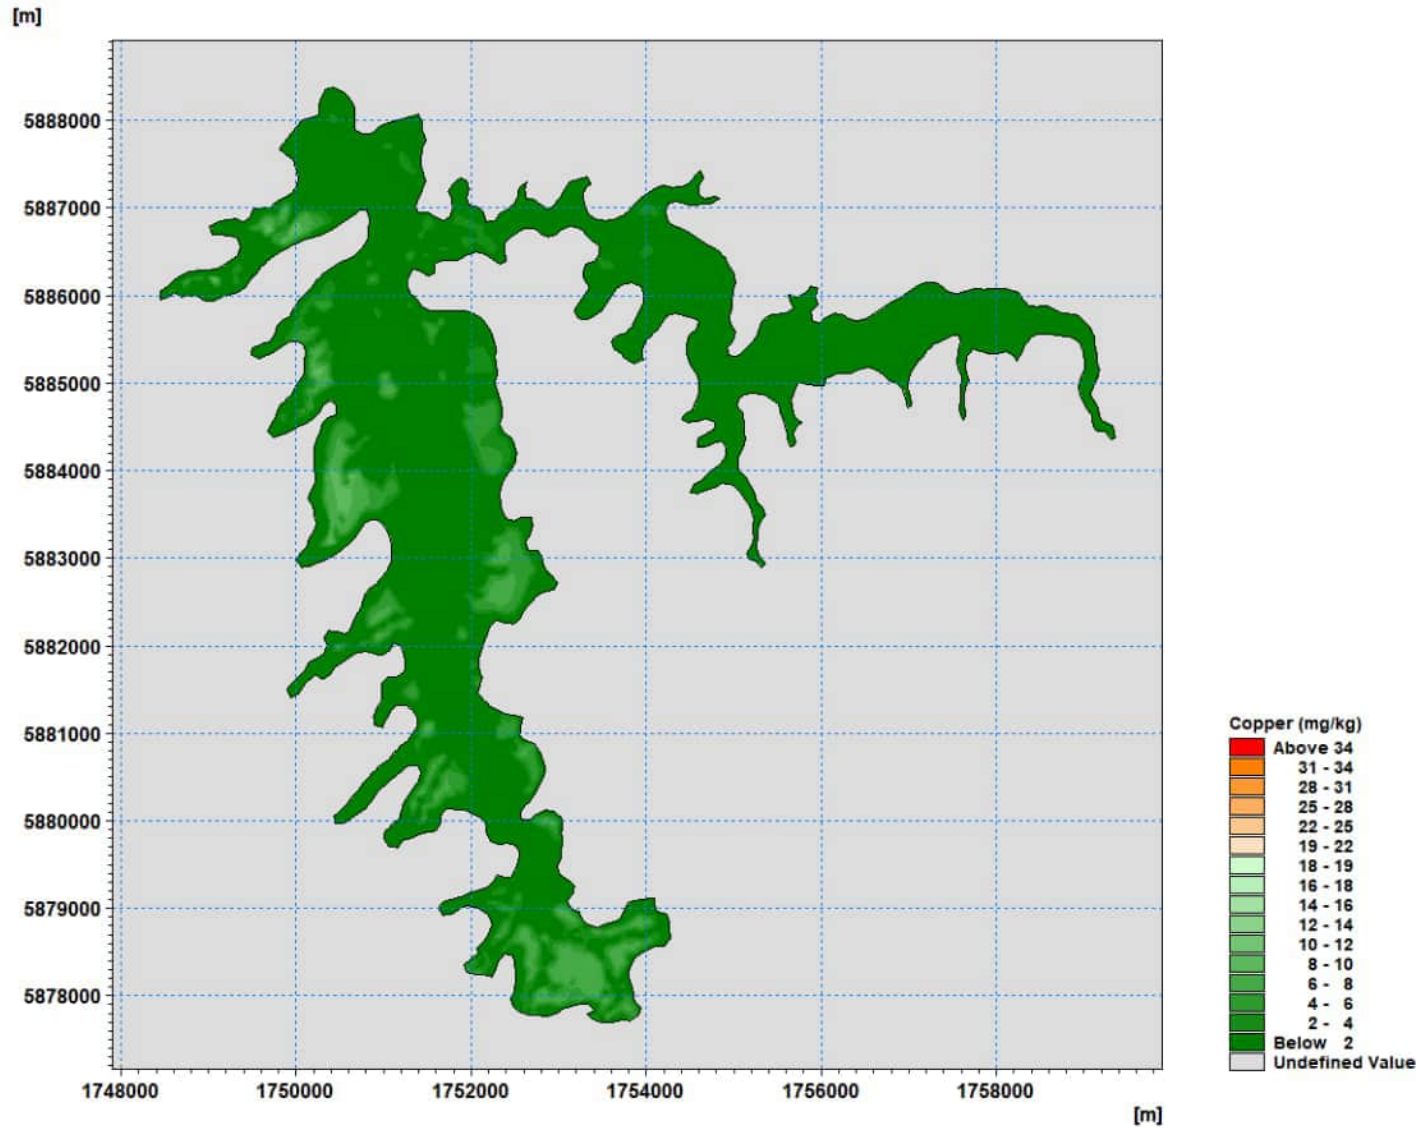 [m]
5888000
5887000
5886000
5885000
5884000
5883000
5882000
5881000
5880000
5879000
5878000
1748000 1750000 1752000 1754000 1756000 1758000
[m]
Copper (mg/kg)
Above 34
31 - 34
28 - 31
25 - 28
22 - 25
19 - 22
18 - 19
16 - 18
14 - 16
12 - 14
10 - 12
8 - 10
6 - 8
4 - 6
2 - 4
Below 2
Undefined Value